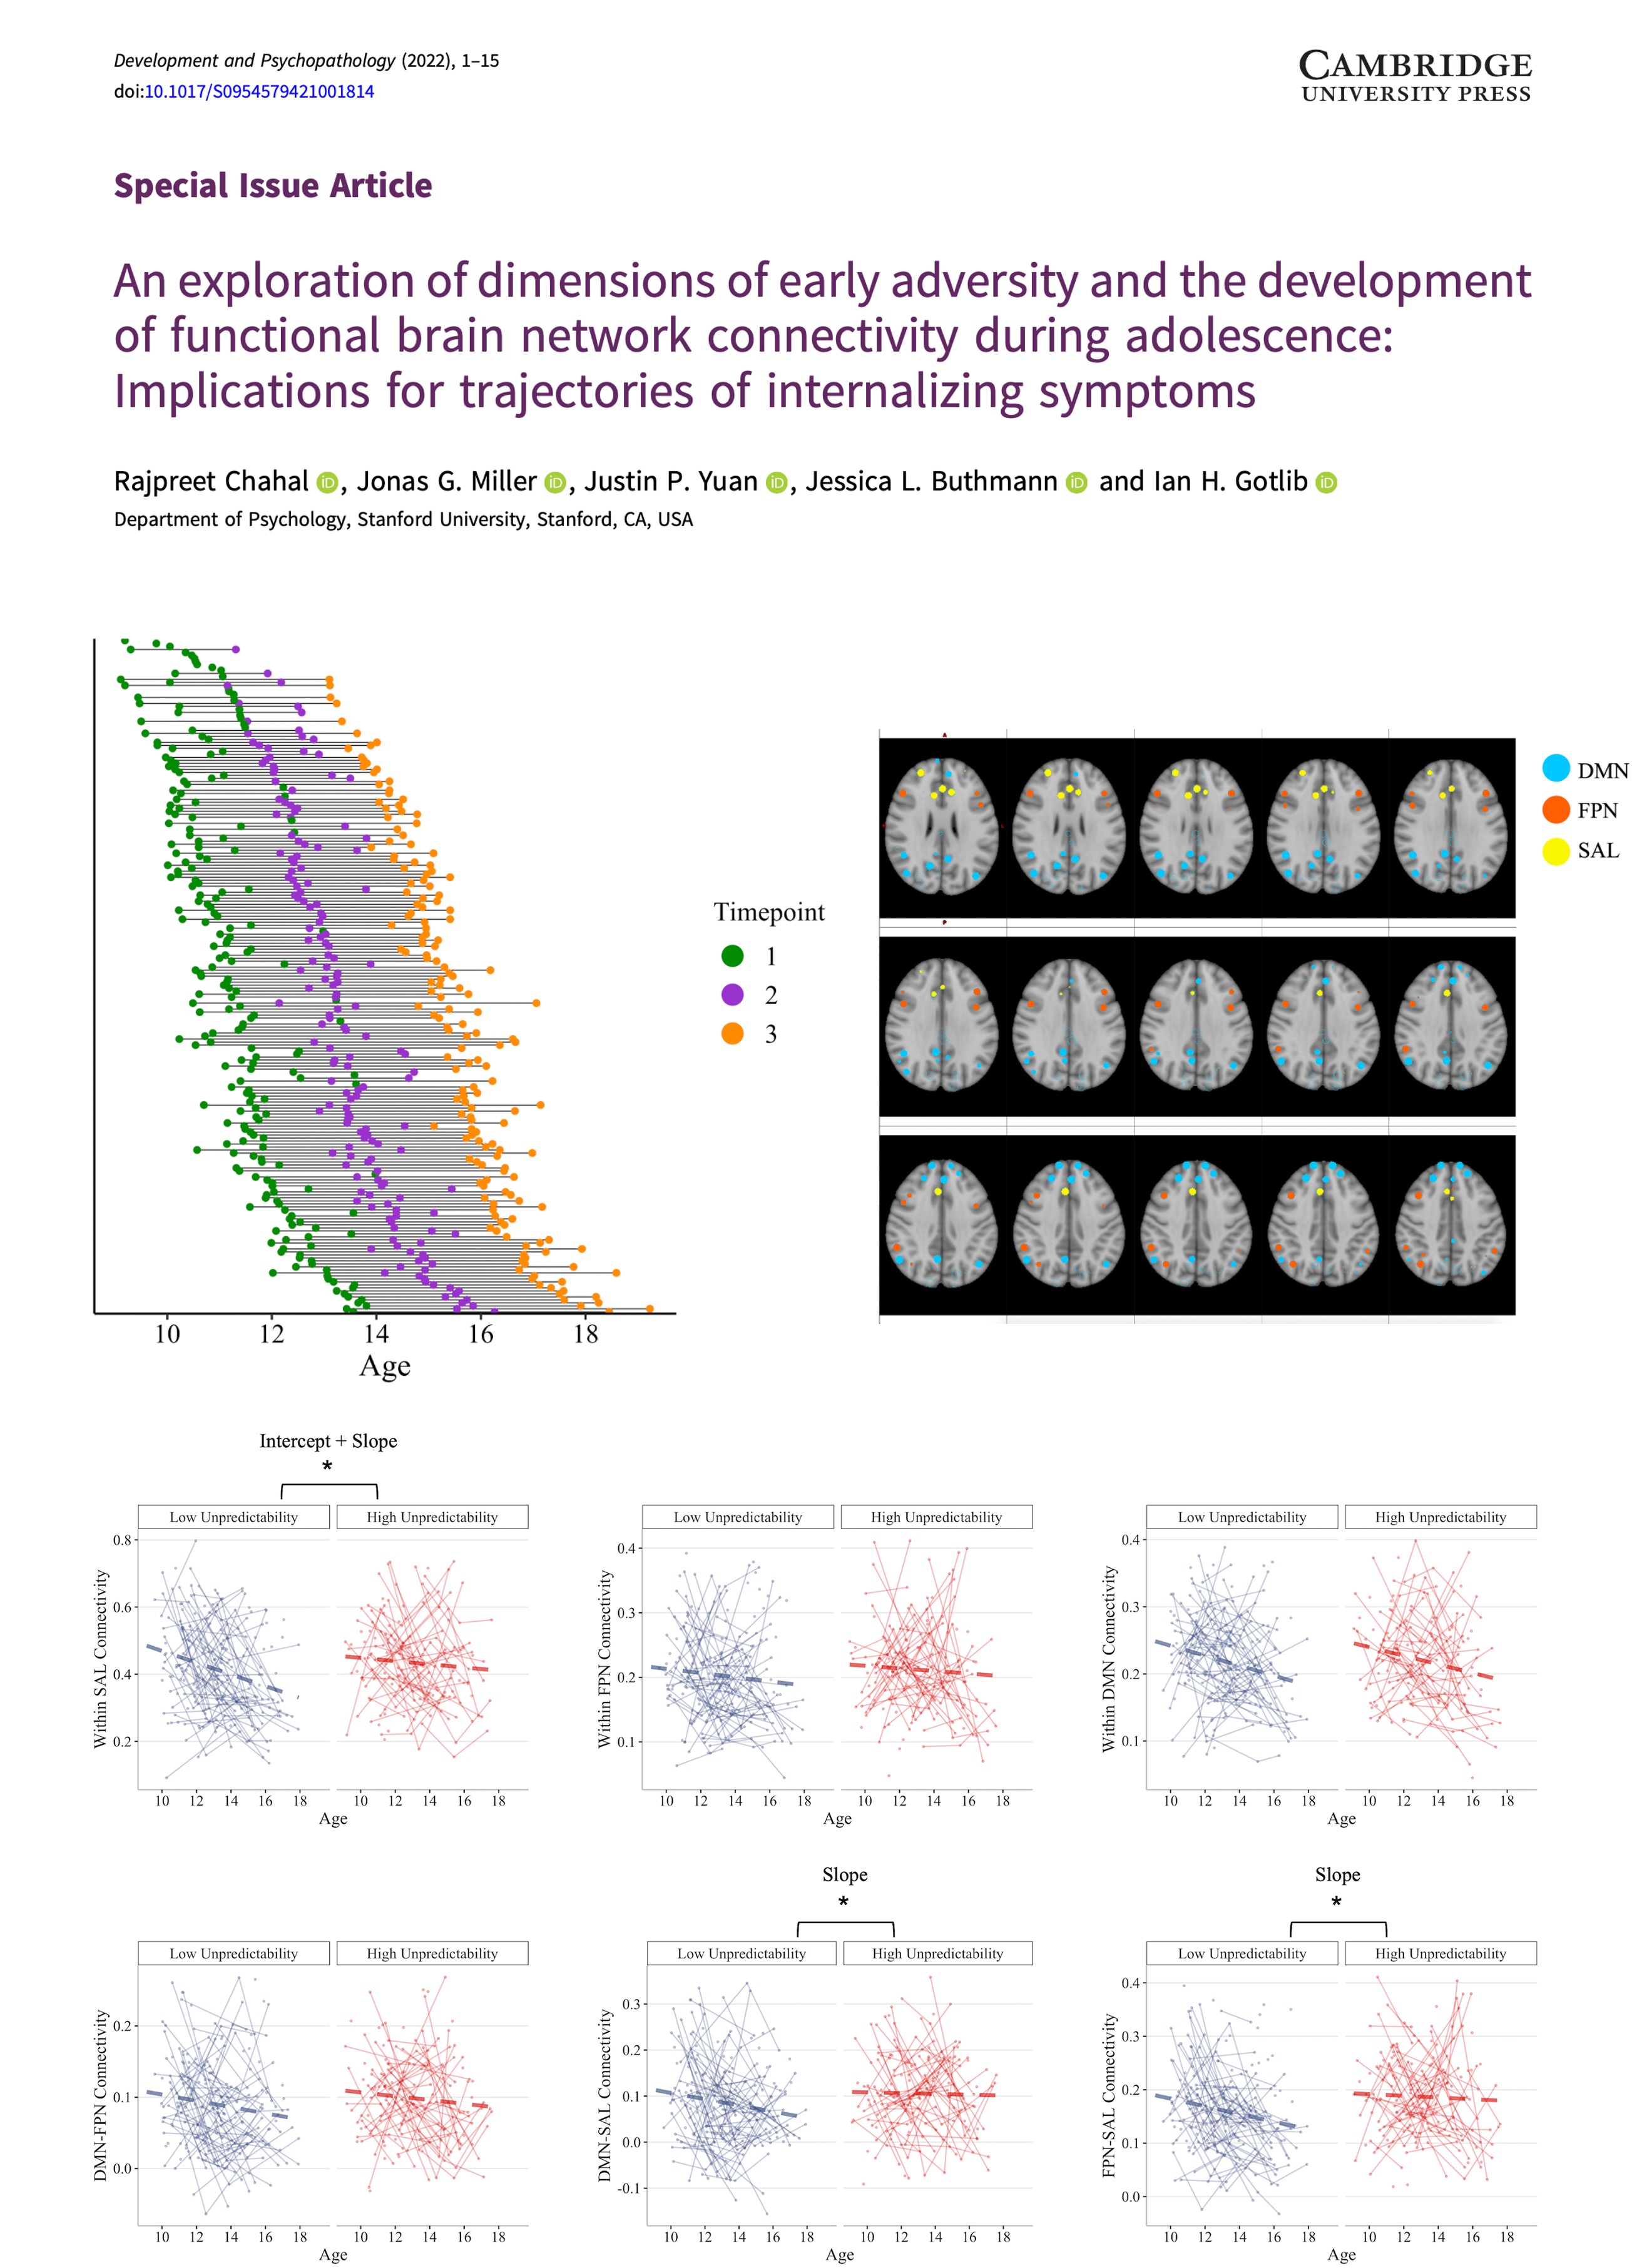 Development and Psychopathology (2022), 1–15
doi:10.1017/S0954579421001814
CAMBRIDGE
UNIVERSITY PRESS
Special Issue Article
An exploration of dimensions of early adversity and the development
of functional brain network connectivity during adolescence:
Implications for trajectories of internalizing symptoms
Rajpreet Chahal iD, Jonas G. Miller iD, Justin P. Yuan iD, Jessica L. Buthmann iD and Ian H. Gotlib iD
Department of Psychology, Stanford University, Stanford, CA, USA
Timepoint
1
2
3
10 12 14 16 18
Age
DMN
FPN
SAL
Intercept + Slope
*
Low Unpredictability High Unpredictability
Within SAL Connectivity
0.8
0.6
0.4
0.2
10 12 14 16 18 10 12 14 16 18
Age
Low Unpredictability High Unpredictability
Within FPN Connectivity
0.4
0.3
0.2
0.1
10 12 14 16 18 10 12 14 16 18
Age
Low Unpredictability High Unpredictability
Within DMN Connectivity
0.4
0.3
0.2
0.1
10 12 14 16 18 10 12 14 16 18
Age
Low Unpredictability High Unpredictability
DMN-FPN Connectivity
0.2
0.1
0.0
10 12 14 16 18 10 12 14 16 18
Age
Slope
*
Low Unpredictability High Unpredictability
DMN-SAL Connectivity
0.3
0.2
0.1
0.0
-0.1
10 12 14 16 18 10 12 14 16 18
Age
Slope
*
Low Unpredictability High Unpredictability
FPN-SAL Connectivity
0.4
0.3
0.2
0.1
0.0
10 12 14 16 18 10 12 14 16 18
Age